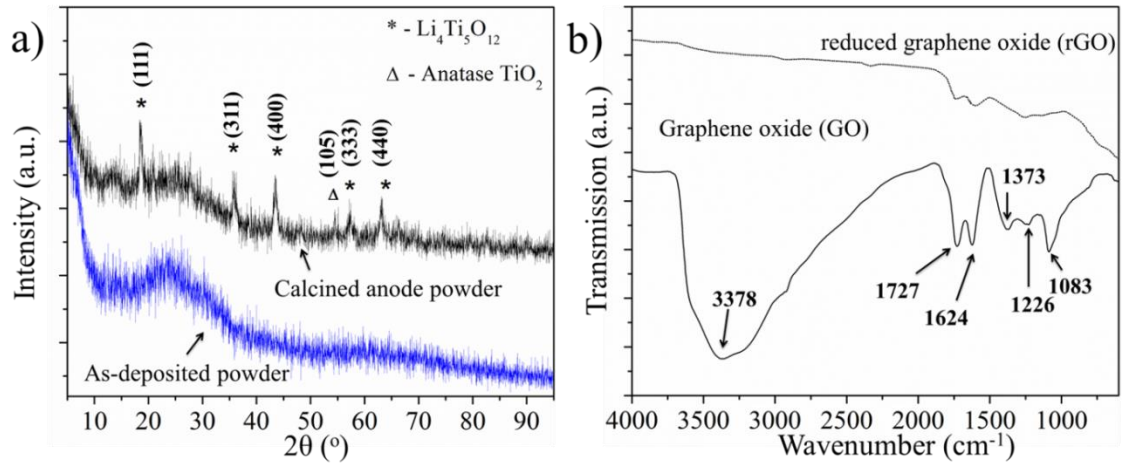 a)
* - Li4Ti5O12
Δ - Anatase TiO2
* (111)
* (311)
* (400)
Δ (105)
* (333)
* (440)
Calcined anode powder
As-deposited powder
Intensity (a.u.)
10 20 30 40 50 60 70 80 90
2θ (°)
b)
reduced graphene oxide (rGO)
Graphene oxide (GO)
3378
1727
1624
1373
1226
1083
Transmission (a.u.)
4000 3500 3000 2500 2000 1500 1000
Wavenumber (cm-1)